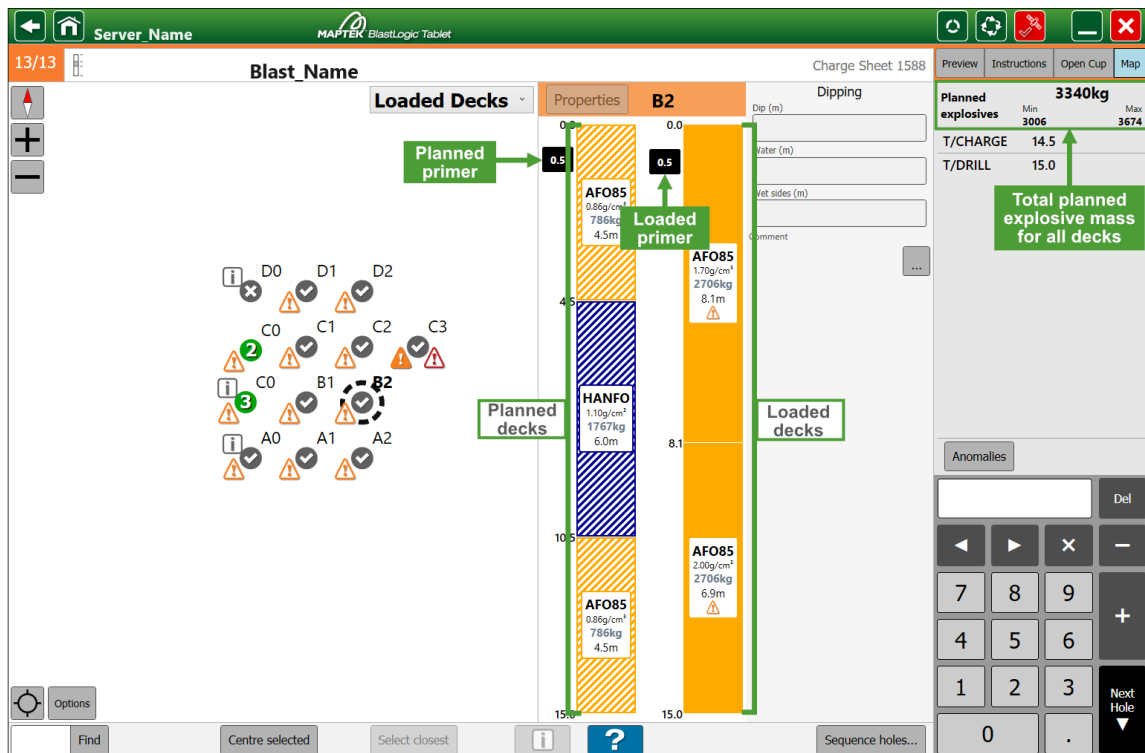 Server_Name
MAPTEK BlastLogic Tablet
13/13
Blast_Name
Charge Sheet 1588
Preview
Instructions
Open Cup
Map
Loaded Decks
Properties
B2
Dipping
Dip (m)
Water (m)
Wet sides (m)
Comment
...
Planned explosives
3340kg
Min
3006
Max
3674
T/CHARGE 14.5
T/DRILL 15.0
Total planned
explosive mass
for all decks
Planned
primer
Loaded
primer
Planned
decks
Loaded
decks
0.0
0.5
AFO85
0.86g/cm³
786kg
4.5m
4.5
HANFO
1.10g/cm³
1767kg
6.0m
10.5
AFO85
0.86g/cm³
786kg
4.5m
15.0
0.0
0.5
AFO85
1.70g/cm³
2706kg
8.1m
8.1
AFO85
2.00g/cm³
2706kg
6.9m
15.0
D0
D1
D2
C0
2
C1
C2
C3
C0
3
B1
B2
A0
A1
A2
Anomalies
Del
7
8
9
+
4
5
6
1
2
3
Next
Hole
0
.
Options
Find
Centre selected
Select closest
i
?
Sequence holes...